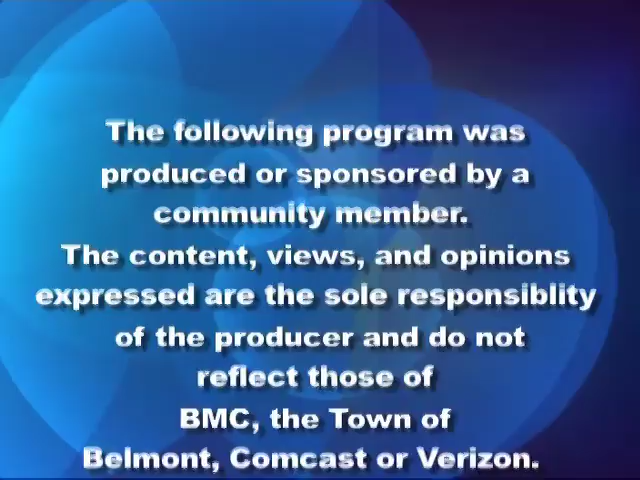 The following program was
produced or sponsored by a
community member.
The content, views, and opinions
expressed are the sole responsiblity
of the producer and do not
reflect those of
BMC, the Town of
Belmont, Comcast or Verizon.